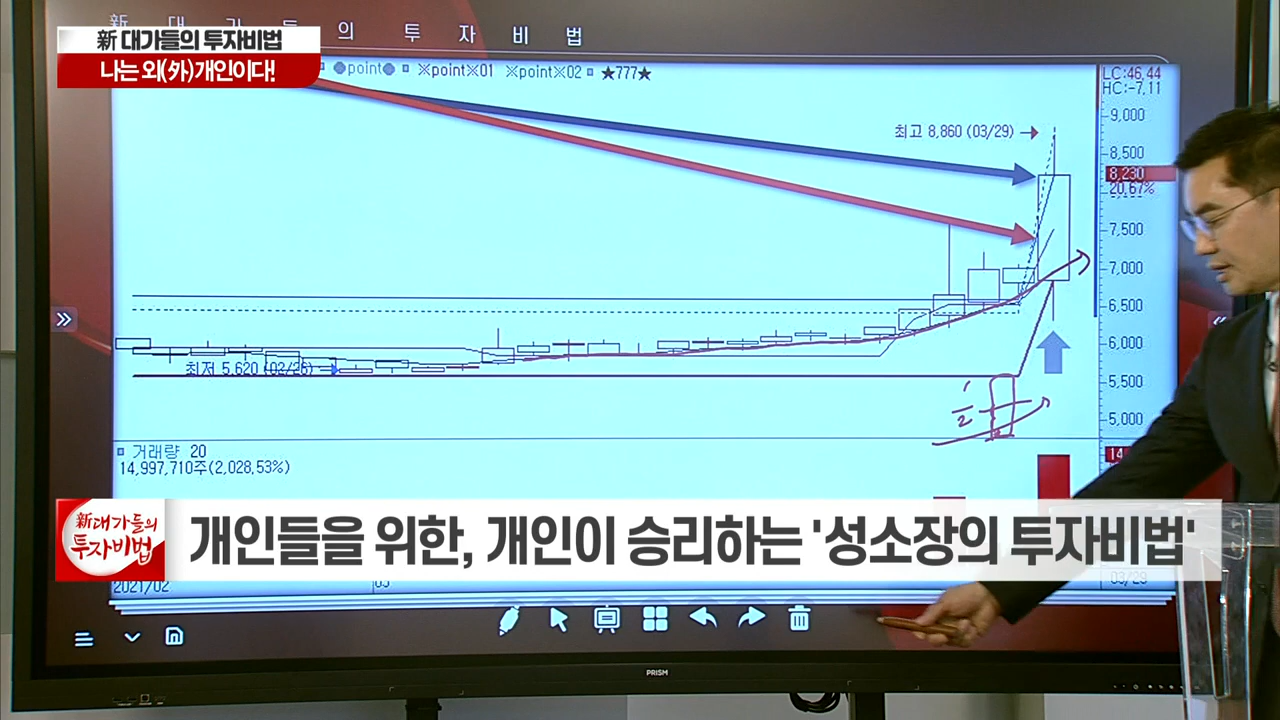 新 대가들의 투자비법
新 대가들의 투자비법
나는 외(外)개인이다!
●point● ※point※01 ※point※02 ★777★
LC:46.44
HC:-7.11
9,000
최고 8,860 (03/29)
8,500
8,230
20.67%
7,500
7,000
6,500
6,000
최저 5,620 (02/26)
5,500
5,000
1/2
거래량 20
14,997,710주(2,028,53%)
14
新대가들의
투자비법
개인들을 위한, 개인이 승리하는 '성소장의 투자비법'
2021/02
03
03/29
PRISM